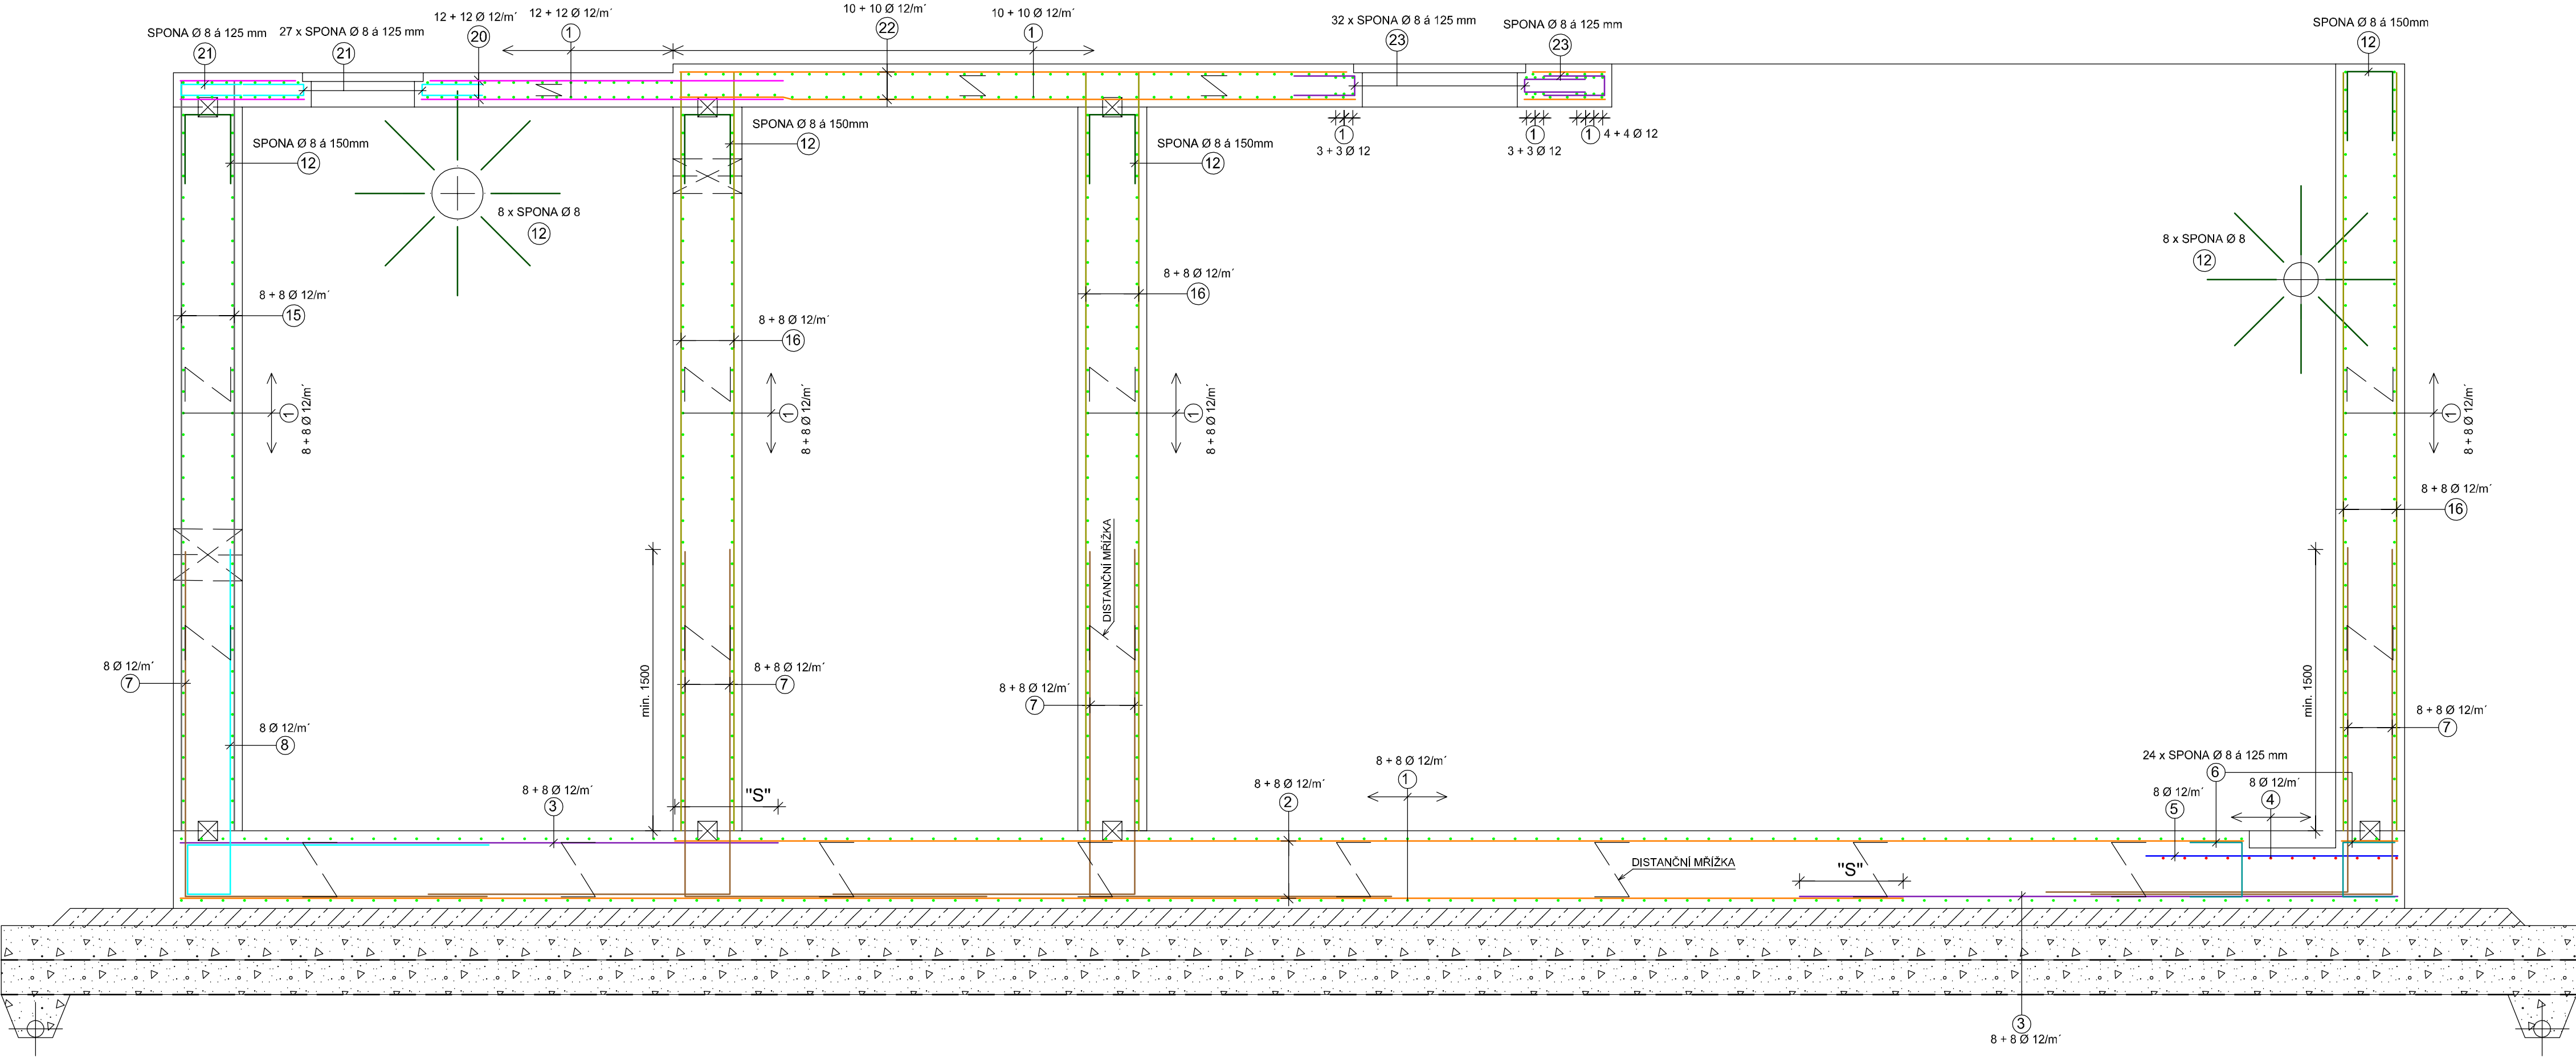 SPONA Ø 8 á 125 mm
21
27 x SPONA Ø 8 á 125 mm
21
12 + 12 Ø 12/m´
20
12 + 12 Ø 12/m´
1
10 + 10 Ø 12/m´
22
10 + 10 Ø 12/m´
1
32 x SPONA Ø 8 á 125 mm
23
SPONA Ø 8 á 125 mm
23
SPONA Ø 8 á 150mm
12
SPONA Ø 8 á 150mm
12
SPONA Ø 8 á 150mm
12
SPONA Ø 8 á 150mm
12
1
3 + 3 Ø 12
1
3 + 3 Ø 12
1
4 + 4 Ø 12
8 x SPONA Ø 8
12
8 x SPONA Ø 8
12
8 + 8 Ø 12/m´
15
8 + 8 Ø 12/m´
16
8 + 8 Ø 12/m´
16
1
8 + 8 Ø 12/m´
1
8 + 8 Ø 12/m´
1
8 + 8 Ø 12/m´
1
8 + 8 Ø 12/m´
8 + 8 Ø 12/m´
16
DISTANČNÍ MŘÍŽKA
8 Ø 12/m´
7
min. 1500
8 + 8 Ø 12/m´
7
8 + 8 Ø 12/m´
7
min. 1500
8 + 8 Ø 12/m´
7
8 Ø 12/m´
8
8 + 8 Ø 12/m´
3
"S"
8 + 8 Ø 12/m´
2
8 + 8 Ø 12/m´
1
24 x SPONA Ø 8 á 125 mm
6
8 Ø 12/m´
5
8 Ø 12/m´
4
DISTANČNÍ MŘÍŽKA
"S"
3
8 + 8 Ø 12/m´